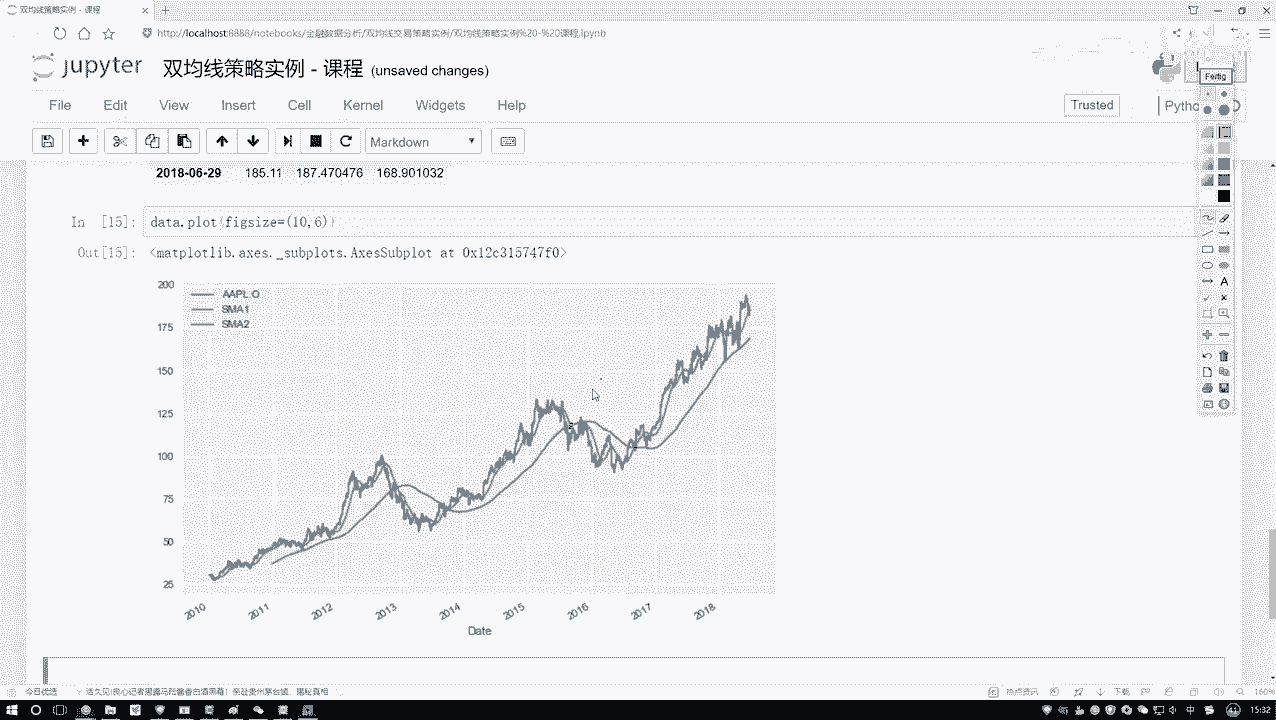 双均线策略实例 - 课程
http://localhost:8888/notebooks/金融数据分析/双均线交易策略实例/双均线策略实例%20-%20课程.ipynb
jupyter 双均线策略实例 - 课程 (unsaved changes)
Fertig
File Edit View Insert Cell Kernel Widgets Help
Trusted
Markdown
2018-06-29 185.11 187.470476 168.901032
In [15]: data.plot(figsize=(10,6))
Out[15]: <matplotlib.axes._subplots.AxesSubplot at 0x12c315747f0>
AAPL.O
SMA1
SMA2
200
175
150
125
100
75
50
25
2010 2011 2012 2013 2014 2015 2016 2017 2018
Date
今日优选
热点资讯
下载
160%
中
15:32